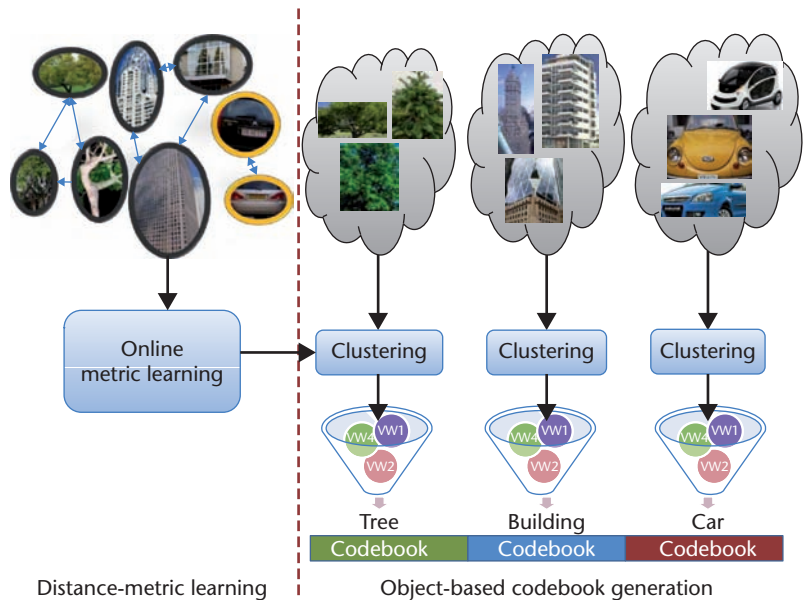 Online
metric learning
Clustering
Clustering
Clustering
VW4
VW1
VW2
VW4
VW1
VW2
VW4
VW1
VW2
Tree
Building
Car
Codebook
Codebook
Codebook
Distance-metric learning
Object-based codebook generation